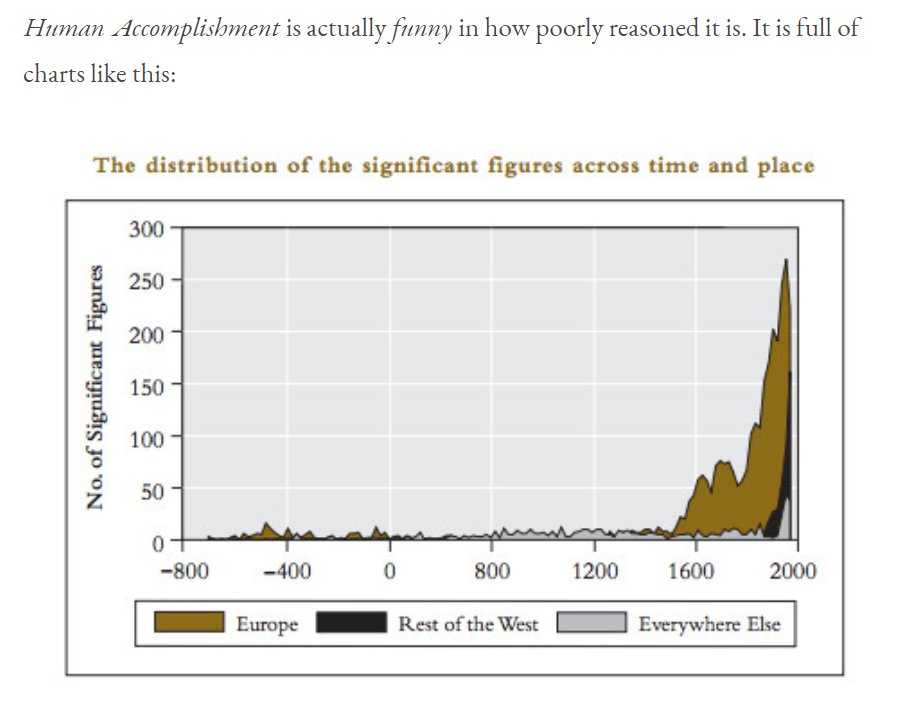 Human Accomplishment is actually funny in how poorly reasoned it is. It is full of
charts like this:
The distribution of the significant figures across time and place
No. of Significant Figures
300
250
200
150
100
50
0
−800 −400 0 800 1200 1600 2000
Europe Rest of the West Everywhere Else